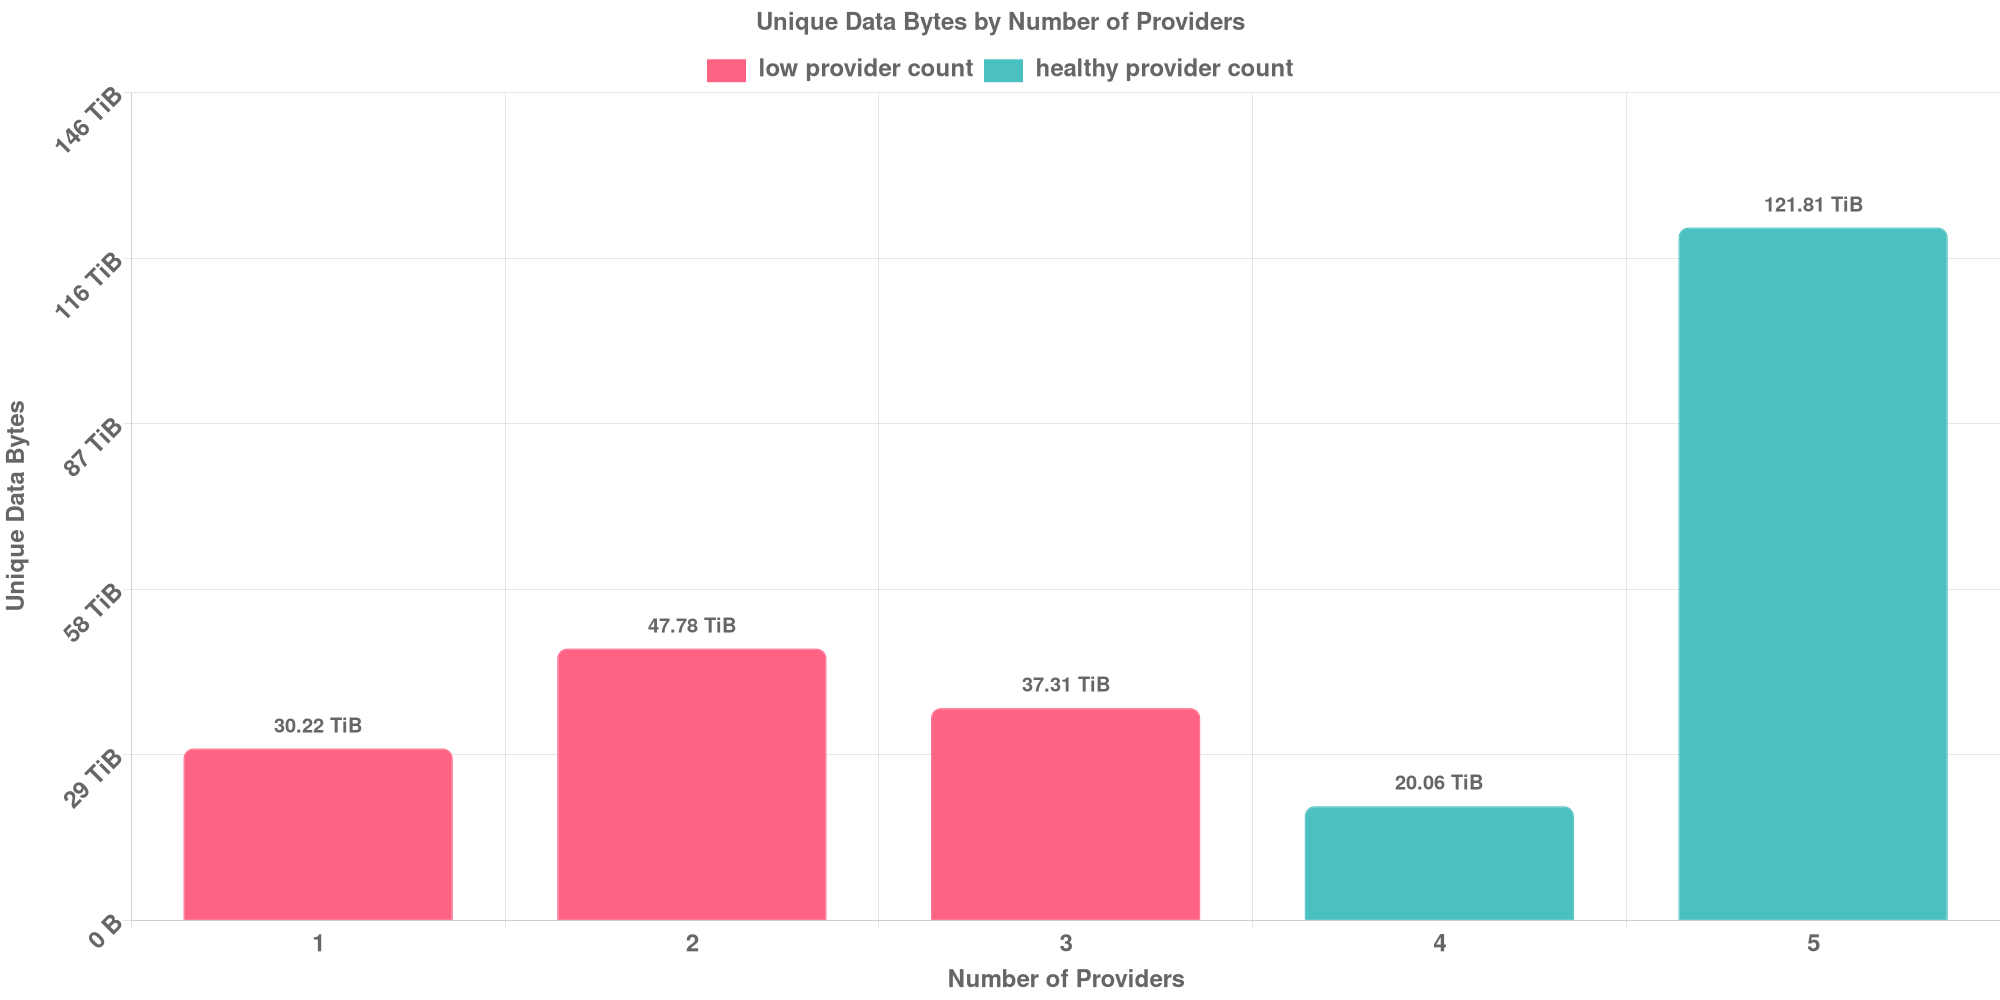 Unique Data Bytes by Number of Providers
low provider count healthy provider count
146 TiB
116 TiB
87 TiB
58 TiB
29 TiB
0 B
Unique Data Bytes
30.22 TiB
47.78 TiB
37.31 TiB
20.06 TiB
121.81 TiB
1 2 3 4 5
Number of Providers